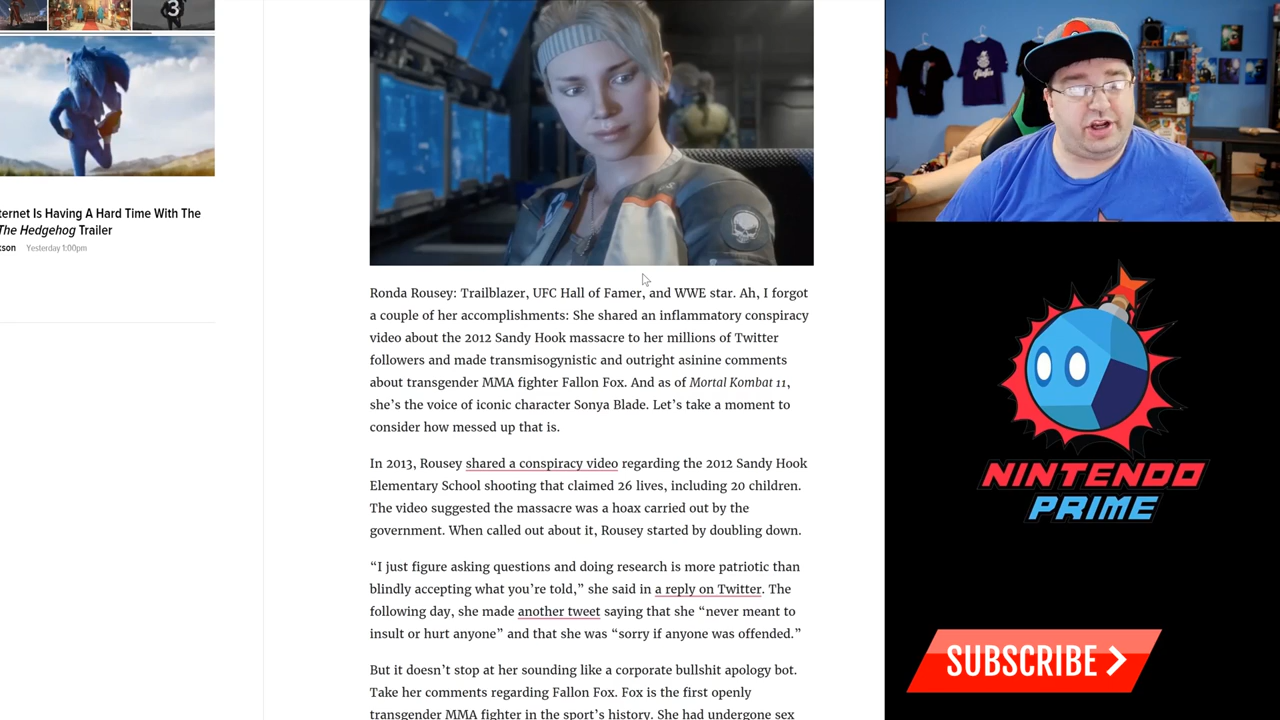 3
ternet Is Having A Hard Time With The
The Hedgehog Trailer
kson Yesterday 1:00pm
Ronda Rousey: Trailblazer, UFC Hall of Famer, and WWE star. Ah, I forgot
a couple of her accomplishments: She shared an inflammatory conspiracy
video about the 2012 Sandy Hook massacre to her millions of Twitter
followers and made transmisogynistic and outright asinine comments
about transgender MMA fighter Fallon Fox. And as of Mortal Kombat 11,
she’s the voice of iconic character Sonya Blade. Let’s take a moment to
consider how messed up that is.
In 2013, Rousey shared a conspiracy video regarding the 2012 Sandy Hook
Elementary School shooting that claimed 26 lives, including 20 children.
The video suggested the massacre was a hoax carried out by the
government. When called out about it, Rousey started by doubling down.
“I just figure asking questions and doing research is more patriotic than
blindly accepting what you’re told,” she said in a reply on Twitter. The
following day, she made another tweet saying that she “never meant to
insult or hurt anyone” and that she was “sorry if anyone was offended.”
But it doesn’t stop at her sounding like a corporate bullshit apology bot.
Take her comments regarding Fallon Fox. Fox is the first openly
transgender MMA fighter in the sport’s history. She had undergone sex
NINTENDO
PRIME
SUBSCRIBE